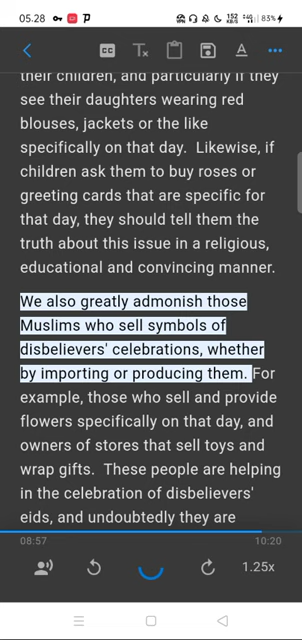 05.28
152 KB/S
83%
their children, and particularly if they
see their daughters wearing red
blouses, jackets or the like
specifically on that day. Likewise, if
children ask them to buy roses or
greeting cards that are specific for
that day, they should tell them the
truth about this issue in a religious,
educational and convincing manner.
We also greatly admonish those
Muslims who sell symbols of
disbelievers' celebrations, whether
by importing or producing them. For
example, those who sell and provide
flowers specifically on that day, and
owners of stores that sell toys and
wrap gifts. These people are helping
in the celebration of disbelievers'
eids, and undoubtedly they are
08:57 10:20
1.25x